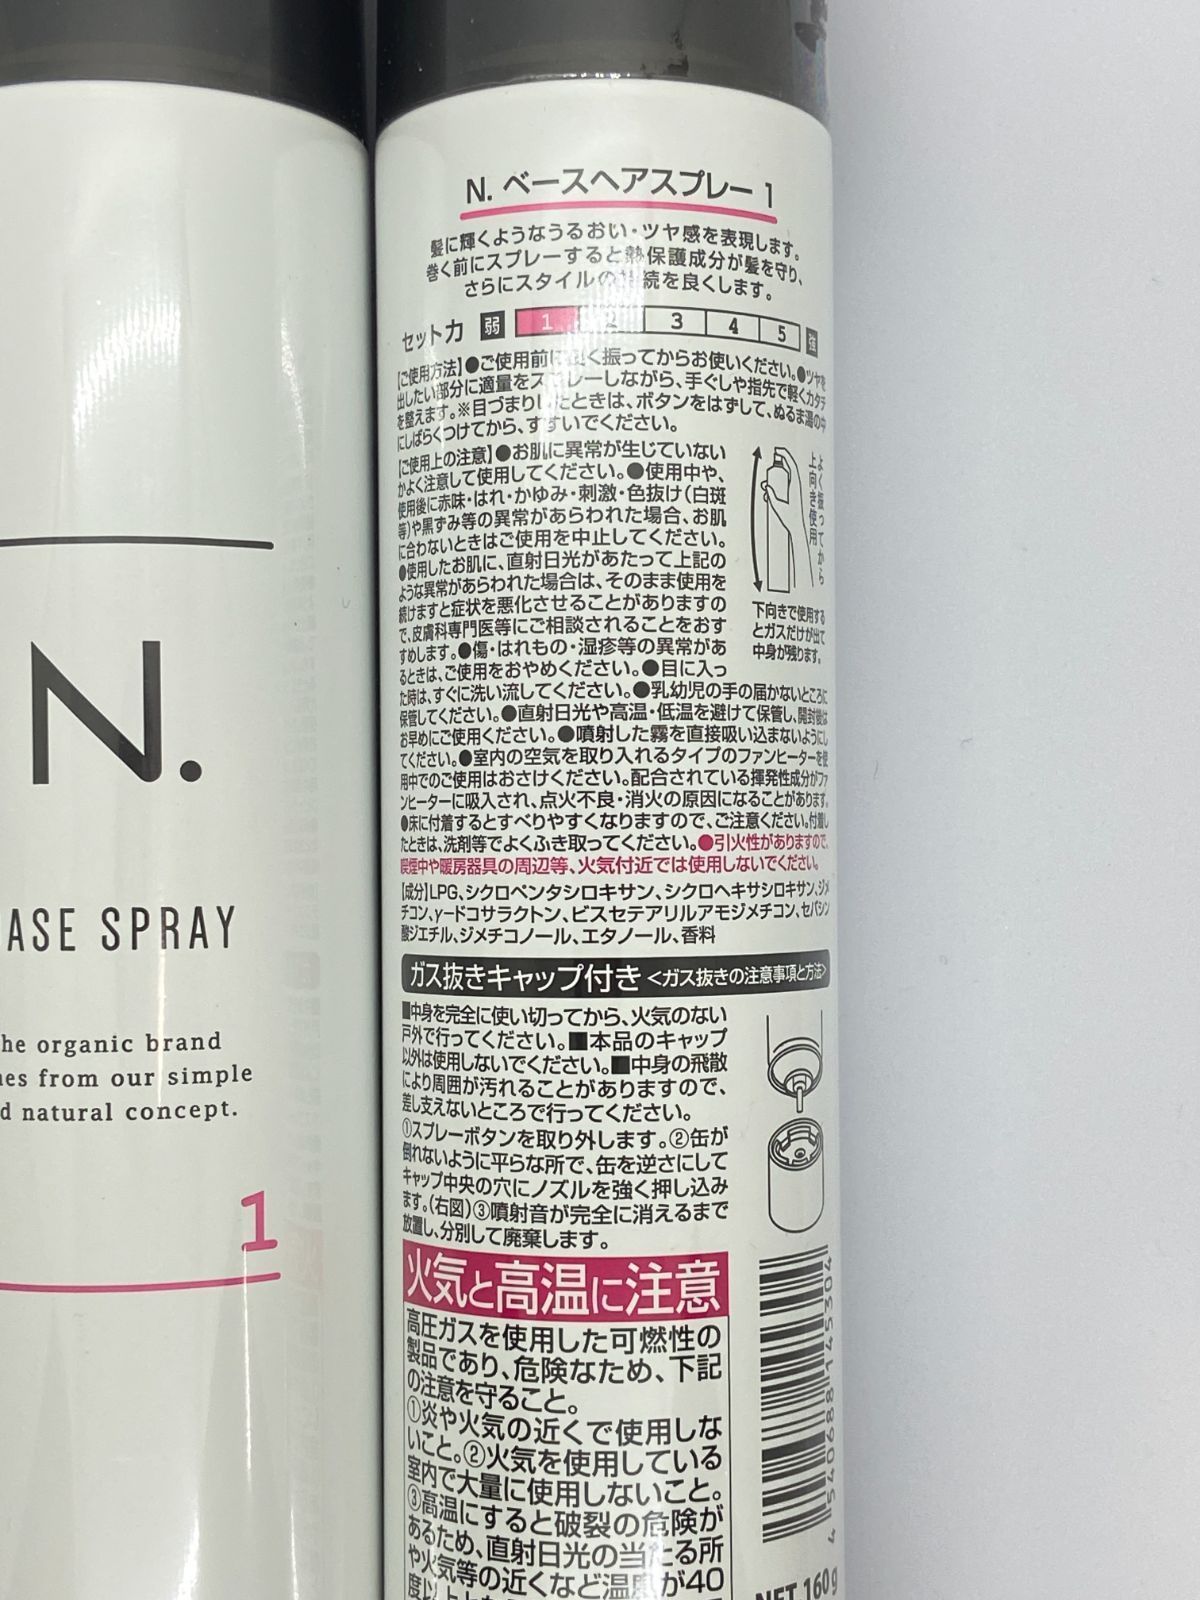 N.
ASE SPRAY
he organic brand
nes from our simple
d natural concept.
1
N. ベースヘアスプレー 1
髪に輝くようなうるおい・ツヤ感を表現します。
巻く前にスプレーすると熱保護成分が髪を守り、
さらにスタイルの持続を良くします。
セット力 弱 1 2 3 4 5 強
【ご使用方法】●ご使用前に良く振ってからお使いください。●ツヤを
出したい部分に適量をスプレーしながら、手ぐしや指先で軽くカタチ
を整えます。※目づまりしたときは、ボタンをはずして、ぬるま湯の中
にしばらくつけてから、すすいでください。
【ご使用上の注意】●お肌に異常が生じていない
かよく注意して使用してください。●使用中や、
使用後に赤味・はれ・かゆみ・刺激・色抜け(白斑
等)や黒ずみ等の異常があらわれた場合、お肌
に合わないときはご使用を中止してください。
●使用したお肌に、直射日光があたって上記の
ような異常があらわれた場合は、そのまま使用を
続けますと症状を悪化させることがありますの
で、皮膚科専門医等にご相談されることをおす
すめします。●傷・はれもの・湿疹等の異常があ
るときは、ご使用をおやめください。●目に入っ
た時は、すぐに洗い流してください。●乳幼児の手の届かないところに
保管してください。●直射日光や高温・低温を避けて保管し、開封後は
お早めにご使用ください。●噴射した霧を直接吸い込まないようにし
てください。●室内の空気を取り入れるタイプのファンヒーターを使
用中でのご使用はおさけください。配合されている揮発性成分がファ
ンヒーターに吸入され、点火不良・消火の原因になることがあります。
●床に付着するとすべりやすくなりますので、ご注意ください。付着し
たときは、洗剤等でよくふき取ってください。●引火性がありますので、
喫煙中や暖房器具の周辺等、火気付近では使用しないでください。
よく振ってから
上向き使用
下向きで使用する
とガスだけが出て
中身が残ります。
【成分】LPG、シクロペンタシロキサン、シクロヘキサシロキサン、ジメ
チコン、γ-ドコサラクトン、ビスセテアリルアモジメチコン、セバシン
酸ジエチル、ジメチコノール、エタノール、香料
ガス抜きキャップ付き <ガス抜きの注意事項と方法>
■中身を完全に使い切ってから、火気のない
戸外で行ってください。■本品のキャップ
以外は使用しないでください。■中身の飛散
により周囲が汚れることがありますので、
差し支えないところで行ってください。
①スプレーボタンを取り外します。②缶が
倒れないように平らな所で、缶を逆さにして
キャップ中央の穴にノズルを強く押し込み
ます。(右図)③噴射音が完全に消えるまで
放置し、分別して廃棄します。
火気と高温に注意
高圧ガスを使用した可燃性の
製品であり、危険なため、下記
の注意を守ること。
①炎や火気の近くで使用しな
いこと。②火気を使用している
室内で大量に使用しないこと。
③高温にすると破裂の危険が
あるため、直射日光の当たる所
や火気等の近くなど温度が40
度以上と
4 540688 145304
NET.160g